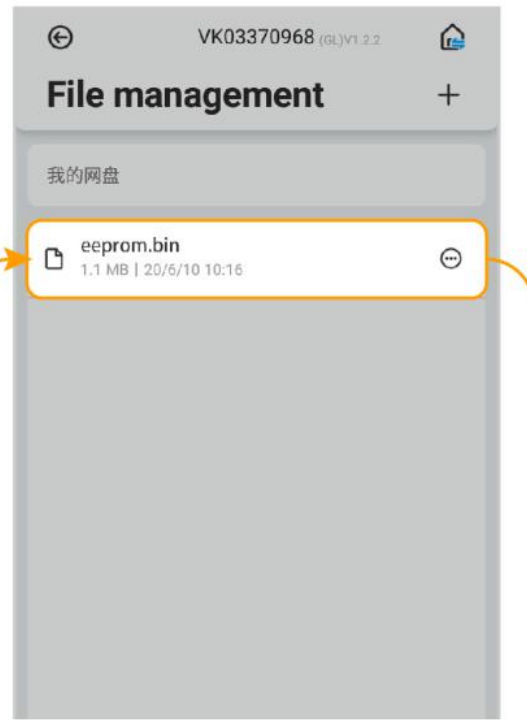 VK03370968 (GL)V1.2.2
File management
我的网盘
eeprom.bin
1.1 MB | 20/6/10 10:16